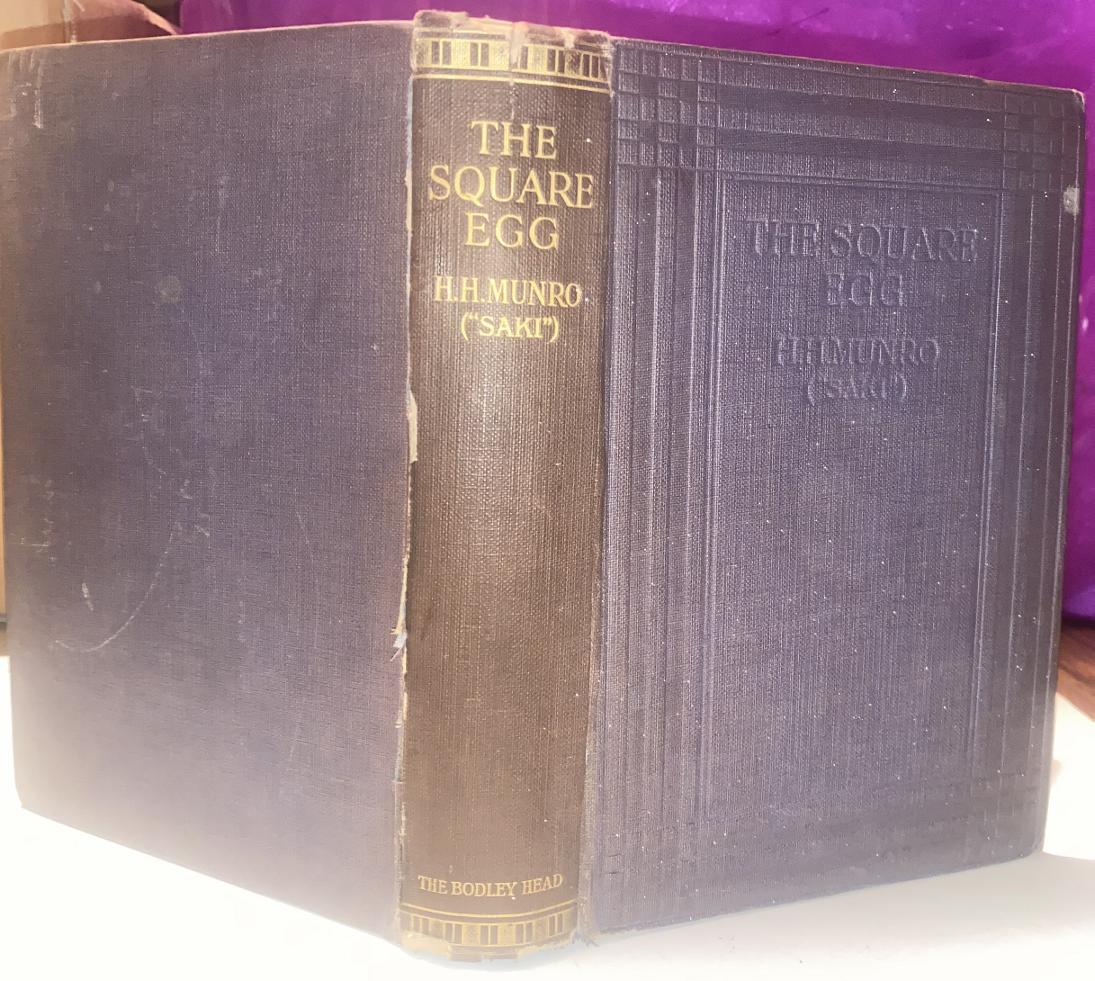 THE
SQUARE
EGG
H.H.MUNRO
("SAKI")
THE BODLEY HEAD
THE SQUARE
EGG
H.H.MUNRO
("SAKI")